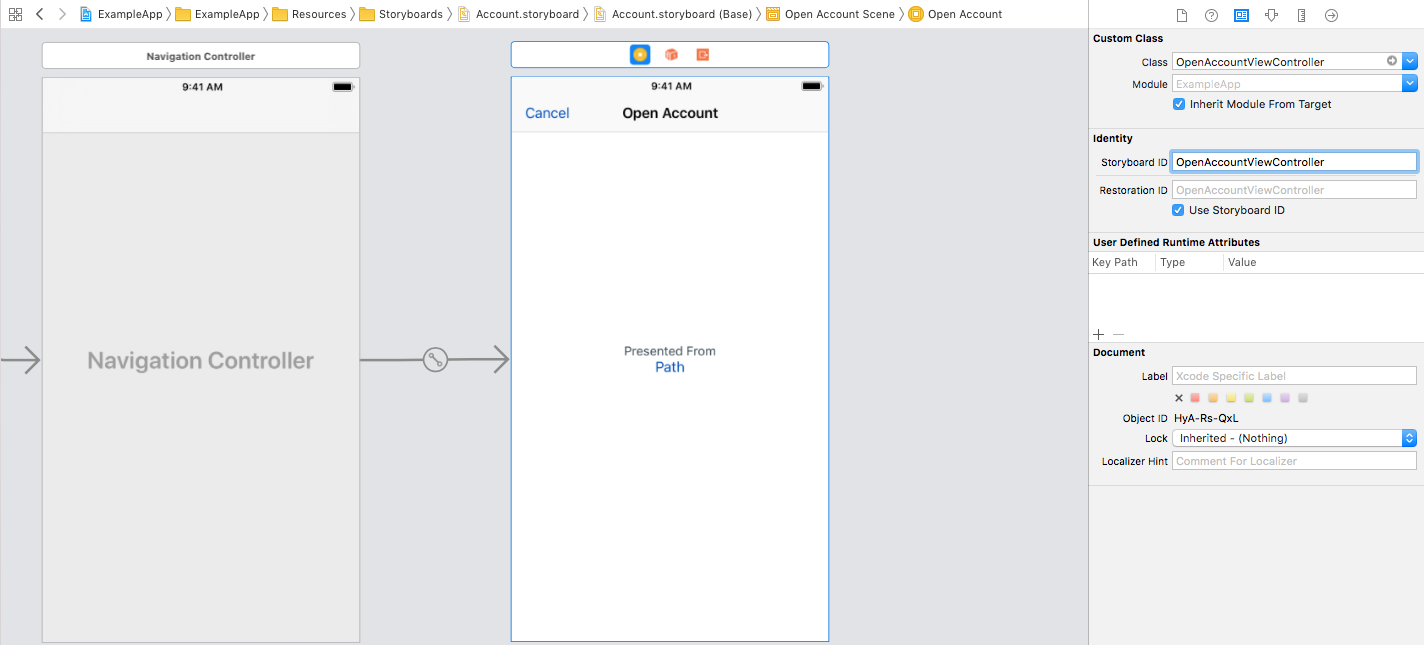 ExampleApp ExampleApp Resources Storyboards Account.storyboard Account.storyboard (Base) Open Account Scene Open Account
Navigation Controller
9:41 AM
Navigation Controller
9:41 AM
Cancel Open Account
Presented From
Path
Custom Class
Class OpenAccountViewController
Module ExampleApp
Inherit Module From Target
Identity
Storyboard ID OpenAccountViewController
Restoration ID OpenAccountViewController
Use Storyboard ID
User Defined Runtime Attributes
Key Path Type Value
Document
Label Xcode Specific Label
Object ID HyA-Rs-QxL
Lock Inherited - (Nothing)
Localizer Hint Comment For Localizer